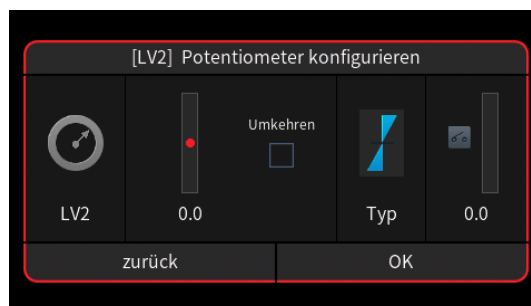 [LV2] Potentiometer konfigurieren
Umkehren
LV2
0.0
Typ
0.0
zurück
OK